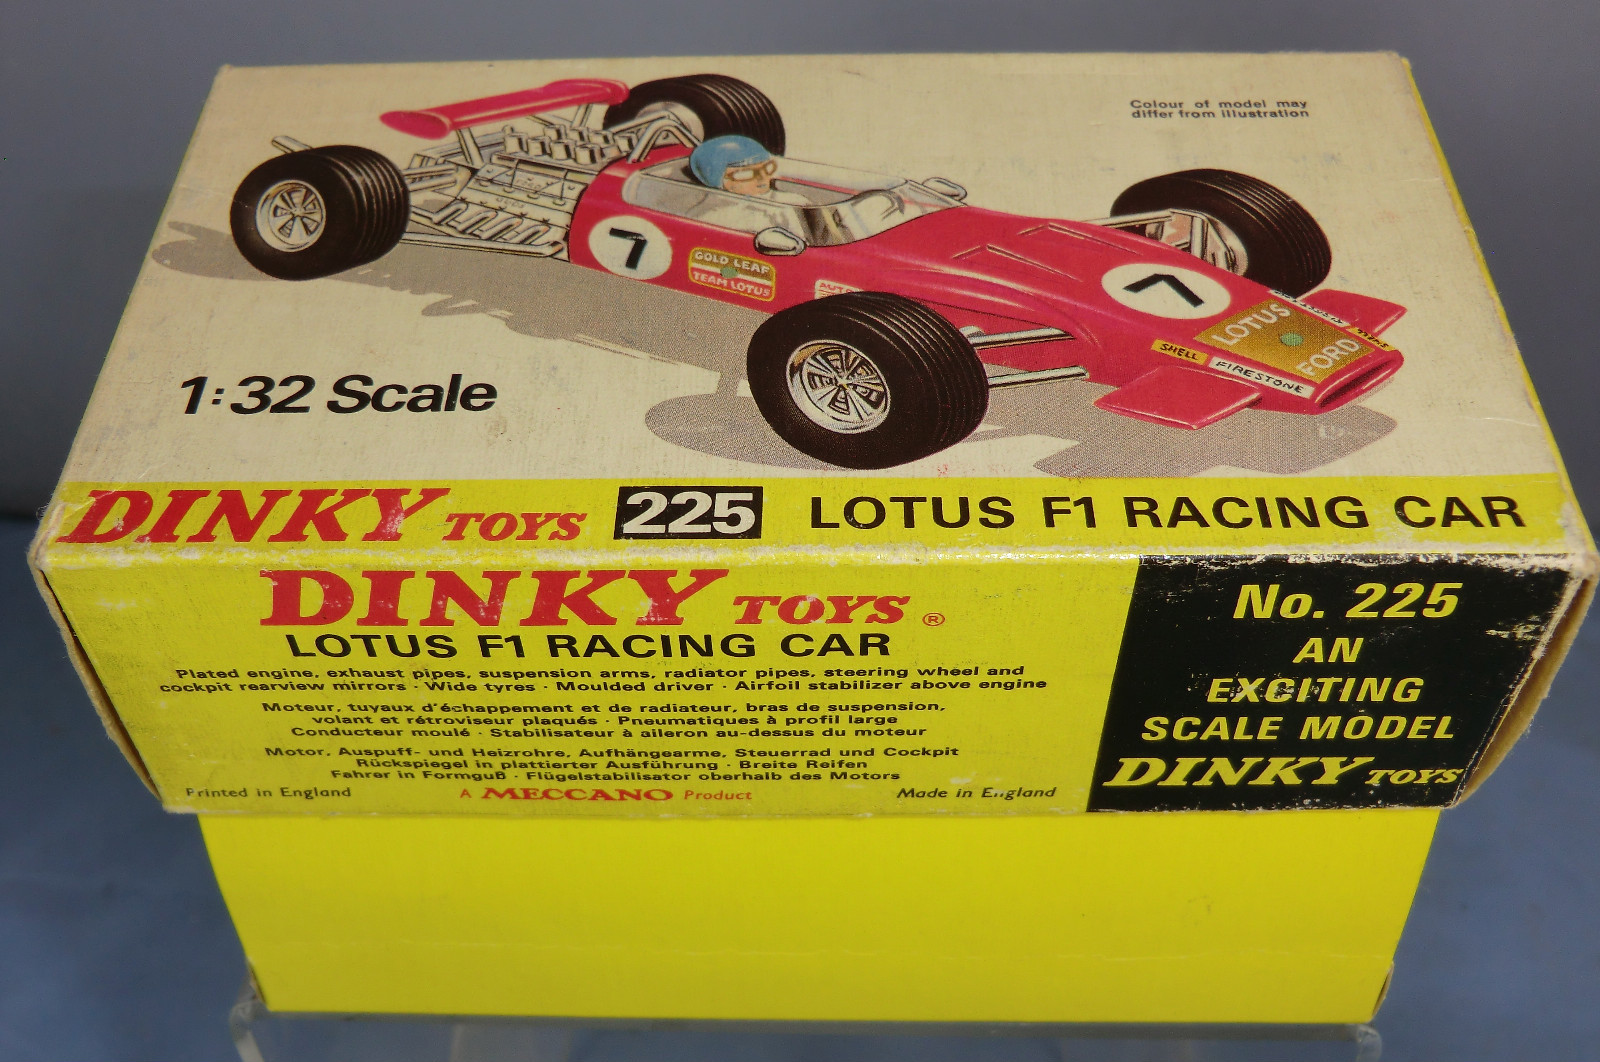 Colour of model may
differ from illustration
7
GOLD LEAF
TEAM LOTUS
AUTO
7
LOTUS
FORD
SHELL
FIRESTONE
1:32 Scale
DINKY TOYS 225 LOTUS F1 RACING CAR
DINKY TOYS ®
LOTUS F1 RACING CAR
Plated engine, exhaust pipes, suspension arms, radiator pipes, steering wheel and
cockpit rearview mirrors · Wide tyres · Moulded driver · Airfoil stabilizer above engine
Moteur, tuyaux d'échappement et de radiateur, bras de suspension,
volant et rétroviseur plaqués · Pneumatiques à profil large
Conducteur moulé · Stabilisateur à aileron au-dessus du moteur
Motor, Auspuff- und Heizrohre, Aufhängearme, Steuerrad und Cockpit
Rückspiegel in plattierter Ausführung · Breite Reifen
Fahrer in Formguß · Flügelstabilisator oberhalb des Motors
Printed in England A MECCANO Product Made in England
No. 225
AN
EXCITING
SCALE MODEL
DINKY TOYS